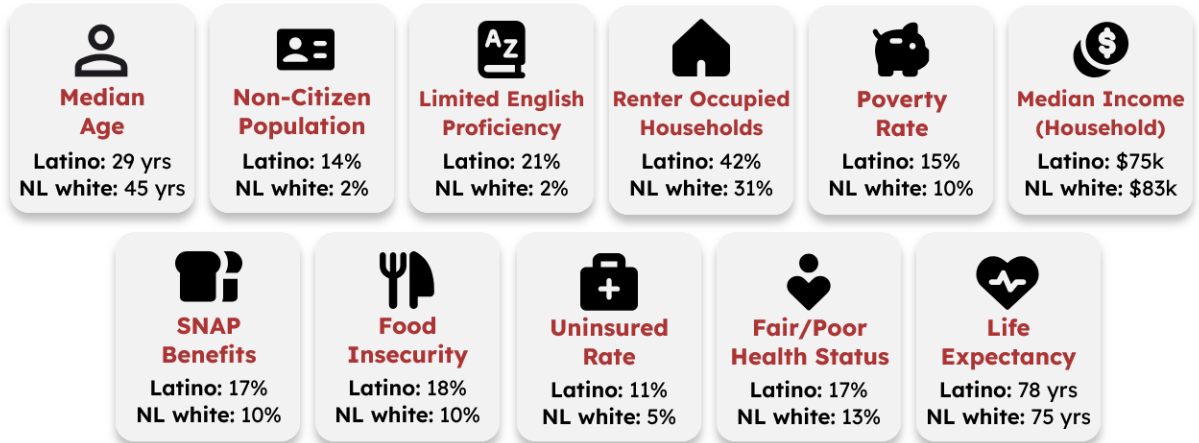 Median
Age
Latino: 29 yrs
NL white: 45 yrs
Non-Citizen
Population
Latino: 14%
NL white: 2%
A Z
Limited English
Proficiency
Latino: 21%
NL white: 2%
Renter Occupied
Households
Latino: 42%
NL white: 31%
Poverty
Rate
Latino: 15%
NL white: 10%
$
Median Income
(Household)
Latino: $75k
NL white: $83k
SNAP
Benefits
Latino: 17%
NL white: 10%
Food
Insecurity
Latino: 18%
NL white: 10%
Uninsured
Rate
Latino: 11%
NL white: 5%
Fair/Poor
Health Status
Latino: 17%
NL white: 13%
Life
Expectancy
Latino: 78 yrs
NL white: 75 yrs